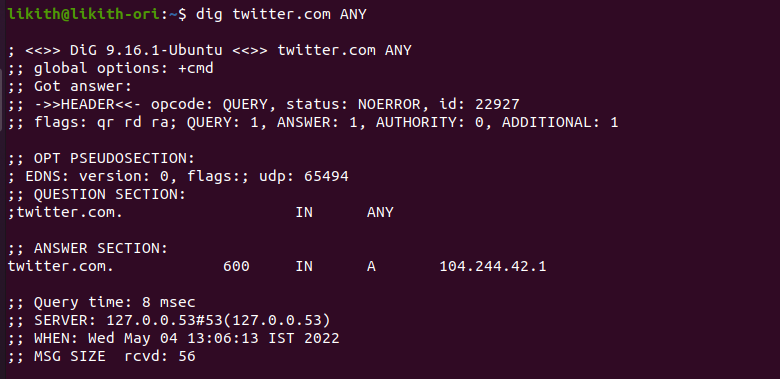 likith@likith-ori:~$ dig twitter.com ANY

; <<>> DiG 9.16.1-Ubuntu <<>> twitter.com ANY
;; global options: +cmd
;; Got answer:
;; ->>HEADER<<- opcode: QUERY, status: NOERROR, id: 22927
;; flags: qr rd ra; QUERY: 1, ANSWER: 1, AUTHORITY: 0, ADDITIONAL: 1

;; OPT PSEUDOSECTION:
; EDNS: version: 0, flags:; udp: 65494
;; QUESTION SECTION:
;twitter.com.			IN	ANY

;; ANSWER SECTION:
twitter.com.		600	IN	A	104.244.42.1

;; Query time: 8 msec
;; SERVER: 127.0.0.53#53(127.0.0.53)
;; WHEN: Wed May 04 13:06:13 IST 2022
;; MSG SIZE  rcvd: 56